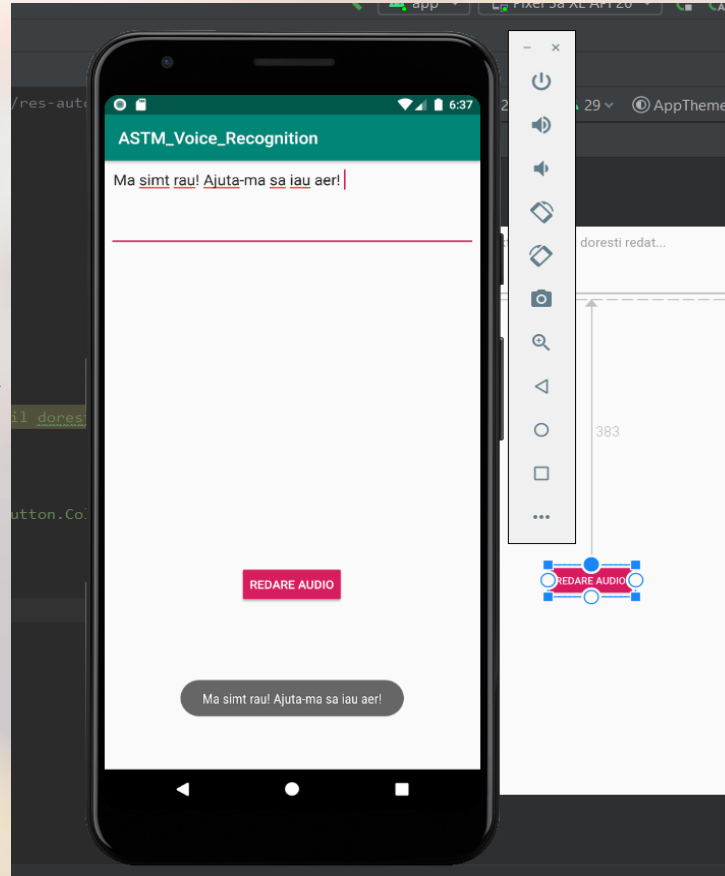 app
Pixel 3a XL API 26
/res-auto
6:37
29
AppTheme
ASTM_Voice_Recognition
Ma simt rau! Ajuta-ma sa iau aer!
doresti redat...
il dorest
383
utton.Co
REDARE AUDIO
REDARE AUDIO
Ma simt rau! Ajuta-ma sa iau aer!